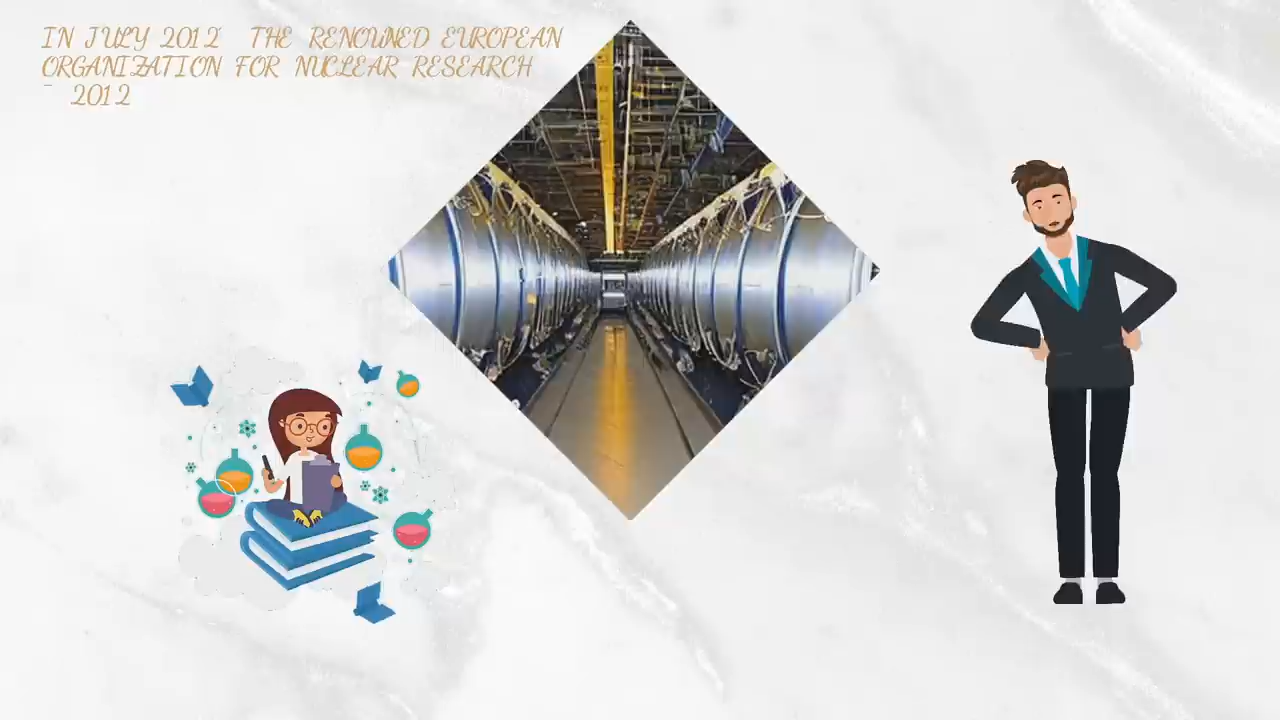 IN JULY 2012 THE RENOWNED EUROPEAN
ORGANIZATION FOR NUCLEAR RESEARCH
- 2012